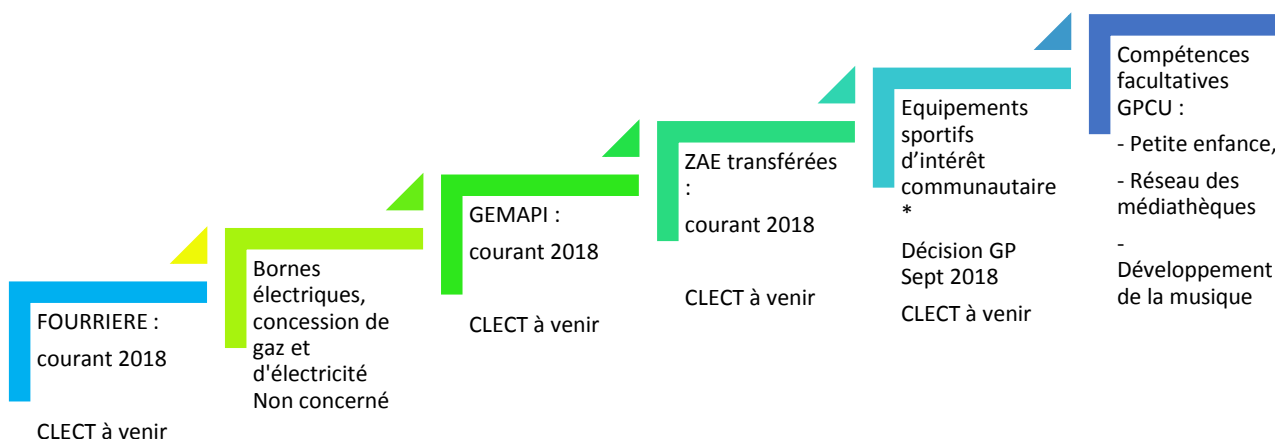 FOURRIERE :
courant 2018
CLECT à venir
Bornes
électriques,
concession de
gaz et
d'électricité
Non concerné
GEMAPI :
courant 2018
CLECT à venir
ZAE transférées
:
courant 2018
CLECT à venir
Equipements
sportifs
d’intérêt
communautaire
*
Décision GP
Sept 2018
CLECT à venir
Compétences
facultatives
GPCU :
- Petite enfance,
- Réseau des
médiathèques
-
Développement
de la musique